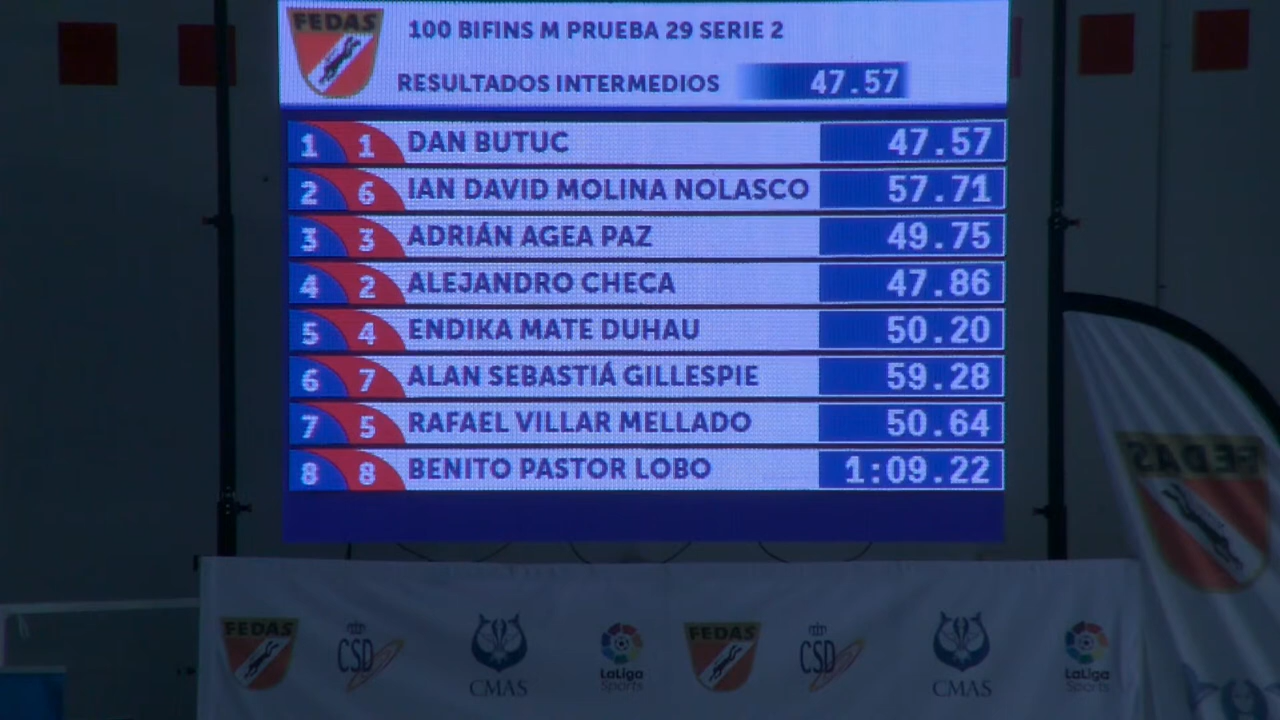 FEDAS
100 BIFINS M PRUEBA 29 SERIE 2
RESULTADOS INTERMEDIOS 47.57
1 1 DAN BUTUC 47.57
2 6 IAN DAVID MOLINA NOLASCO 57.71
3 3 ADRIÁN AGEA PAZ 49.75
4 2 ALEJANDRO CHECA 47.86
5 4 ENDIKA MATE DUHAU 50.20
6 7 ALAN SEBASTIÁ GILLESPIE 59.28
7 5 RAFAEL VILLAR MELLADO 50.64
8 8 BENITO PASTOR LOBO 1:09.22
FEDAS
FEDAS CSD CMAS LaLiga Sports FEDAS CSD CMAS LaLiga Sports